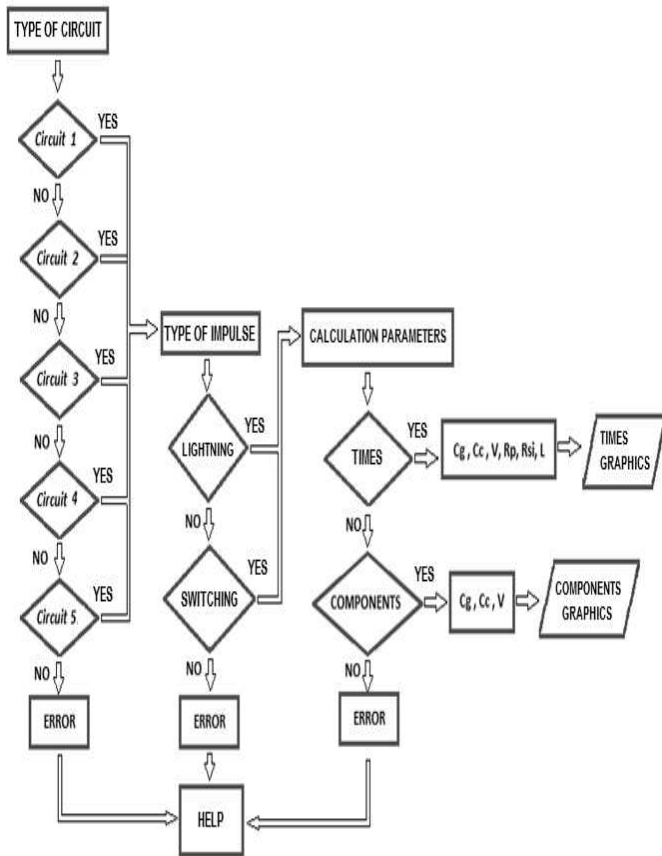 TYPE OF CIRCUIT
Circuit 1
YES
NO
Circuit 2
YES
NO
Circuit 3
YES
NO
Circuit 4
YES
NO
Circuit 5
YES
NO
ERROR
TYPE OF IMPULSE
LIGHTNING
YES
NO
SWITCHING
YES
NO
ERROR
HELP
CALCULATION PARAMETERS
TIMES
YES
Cg , Cc , V, Rp, Rsi, L
TIMES
GRAPHICS
NO
COMPONENTS
YES
Cg , Cc , V
COMPONENTS
GRAPHICS
NO
ERROR